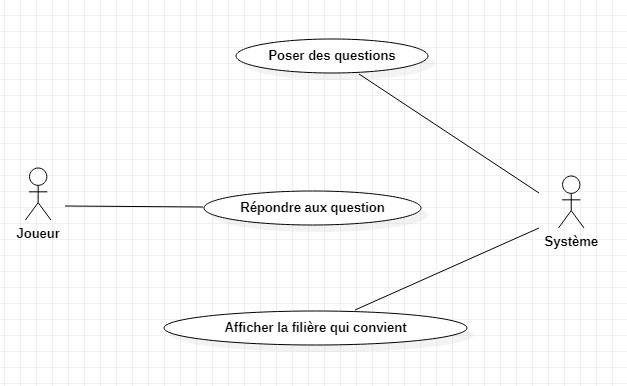 Poser des questions
Répondre aux question
Joueur
Système
Afficher la filière qui convient